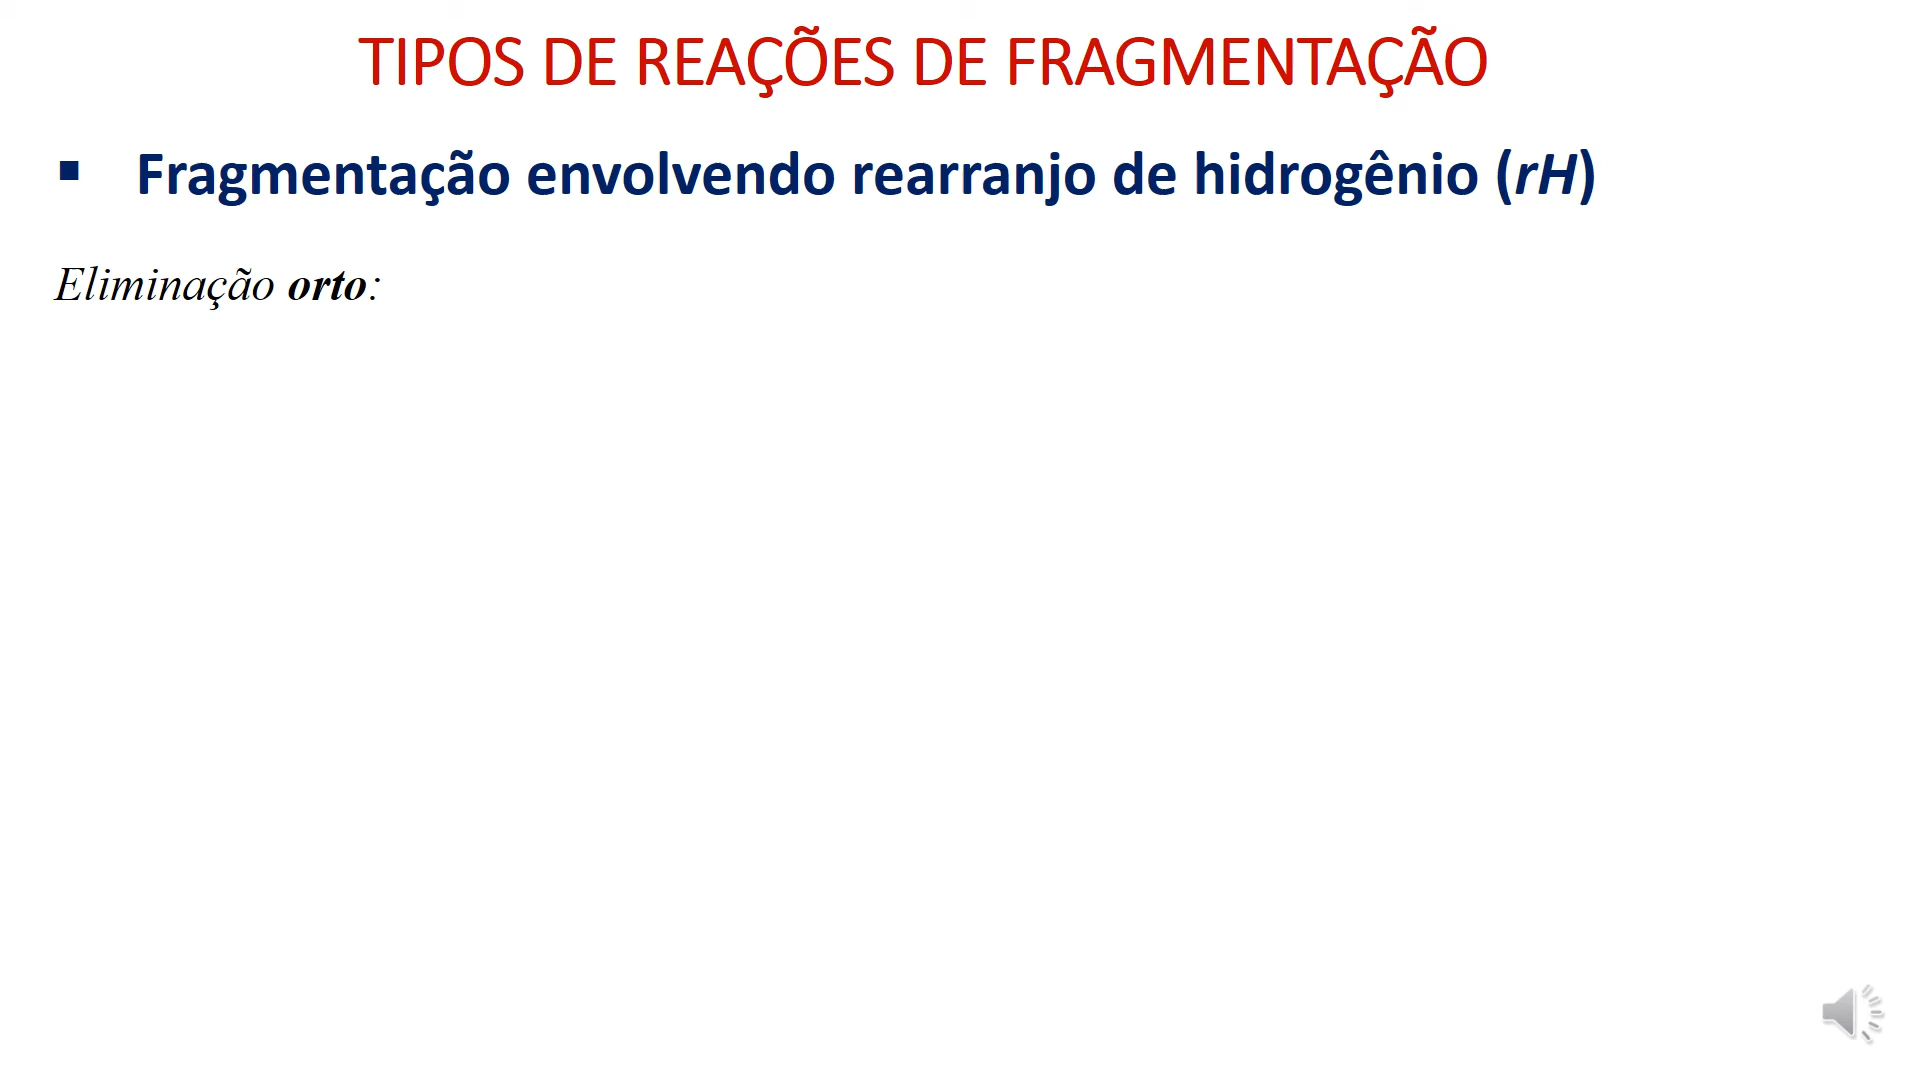 TIPOS DE REAÇÕES DE FRAGMENTAÇÃO
▪ Fragmentação envolvendo rearranjo de hidrogênio (rH)
Eliminação orto: